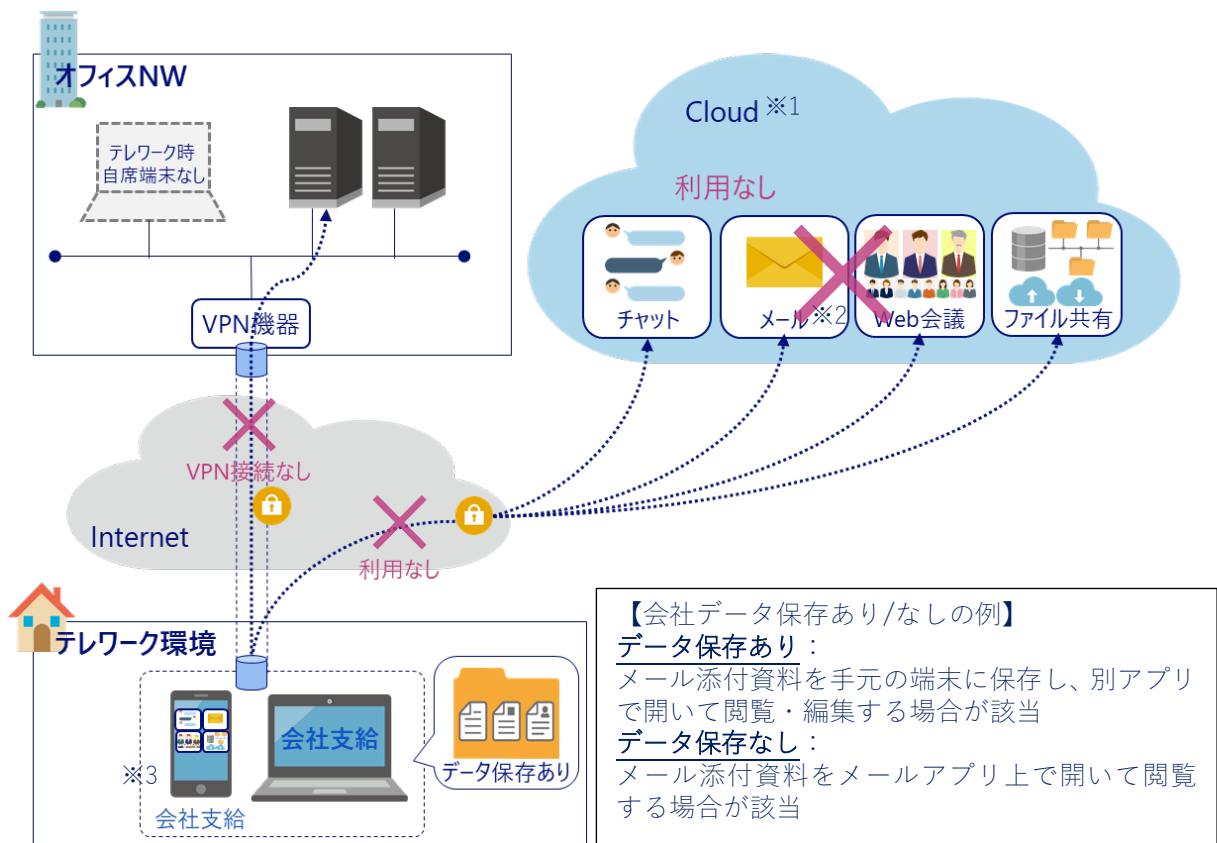 オフィスNW
テレワーク時
自席端末なし
VPN機器
Cloud ※1
利用なし
チャット
メール※2
Web会議
ファイル共有
VPN接続なし
Internet
利用なし
テレワーク環境
会社支給
※3
会社支給
データ保存あり
【会社データ保存あり/なしの例】
データ保存あり：
メール添付資料を手元の端末に保存し、別アプリ
で開いて閲覧・編集する場合が該当
データ保存なし：
メール添付資料をメールアプリ上で開いて閲覧
する場合が該当